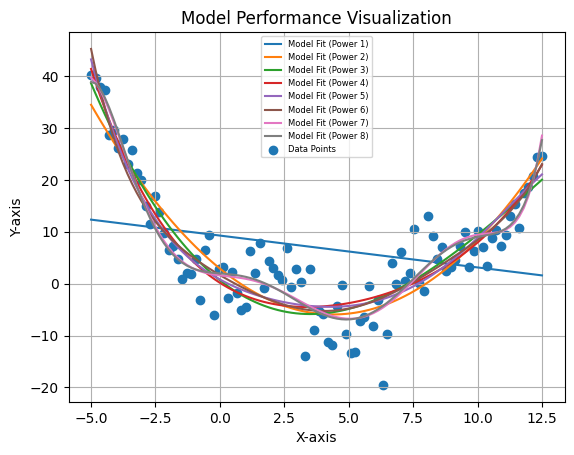 Model Performance Visualization
Model Fit (Power 1)
Model Fit (Power 2)
Model Fit (Power 3)
Model Fit (Power 4)
Model Fit (Power 5)
Model Fit (Power 6)
Model Fit (Power 7)
Model Fit (Power 8)
Data Points
Y-axis
40
30
20
10
0
−10
−20
−5.0 −2.5 0.0 2.5 5.0 7.5 10.0 12.5
X-axis